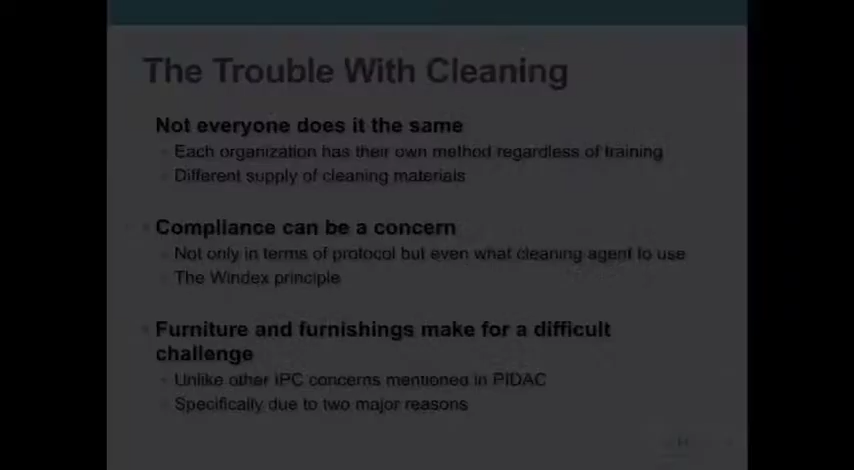 The Trouble With Cleaning
Not everyone does it the same
Each organization has their own method regardless of training
Different supply of cleaning materials
Compliance can be a concern
Not only in terms of protocol but even what cleaning agent to use
The Windex principle
Furniture and furnishings make for a difficult
challenge
Unlike other IPC concerns mentioned in PIDAC
Specifically due to two major reasons